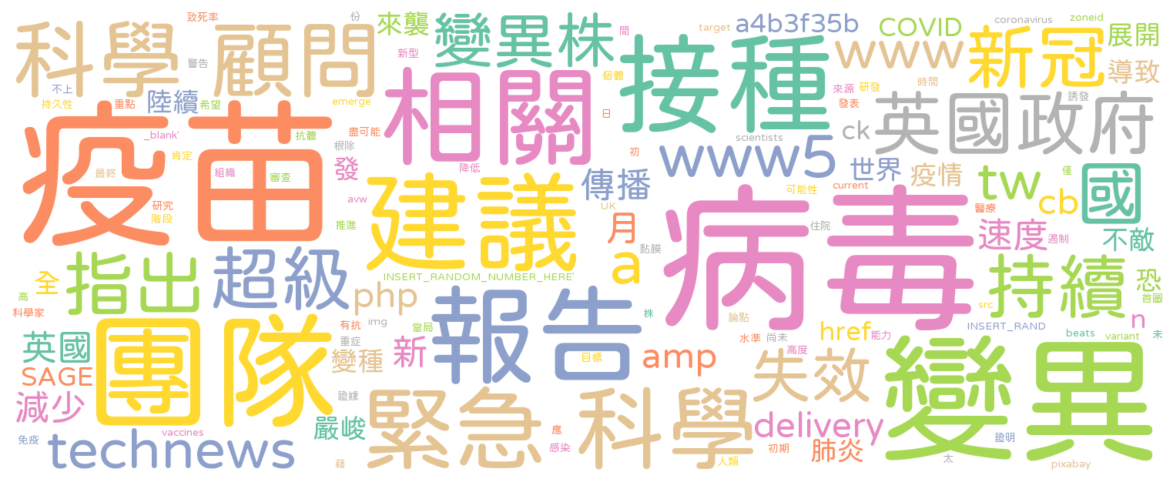 科學 顧問
致死率
來襲
份
變異株
間
target
a4b3f35b
coronavirus
COVID
zoneid
展開
www
新冠
導致
警告
新型
不上
持久性
重點
陸續
希望
emerge
相關
個體
接種
日
來源
研發
時間
發表
誘發
ck
英國政府
疫苗
_blank'
抗體
盡可能
根除
肯定
最終
組織
審查
發
降低
初
scientists
www5
世界
疫情
可能性
current
tw
僅
cb
國
研究
階段
avw
推進
建議
傳播
UK
月
黏膜
住院
病毒
醫療
速度
遏制
不敵
a
高
全
指出
超級
php
INSERT_RANDOM_NUMBER_HERE
持續
恐
首圖
科學家
img
有抗
當局
報告
株
論點
src
INSERT_RAND
n
英國
重症
變種
新
目標
amp
水準
尚未
href
能力
beats
variant
未
SAGE
減少
團隊
證據
嚴峻
緊急
科學
失效
高度
變異
免疫
vaccines
technews
藉
應
感染
delivery
人類
初期
肺炎
證明
太
pixabay